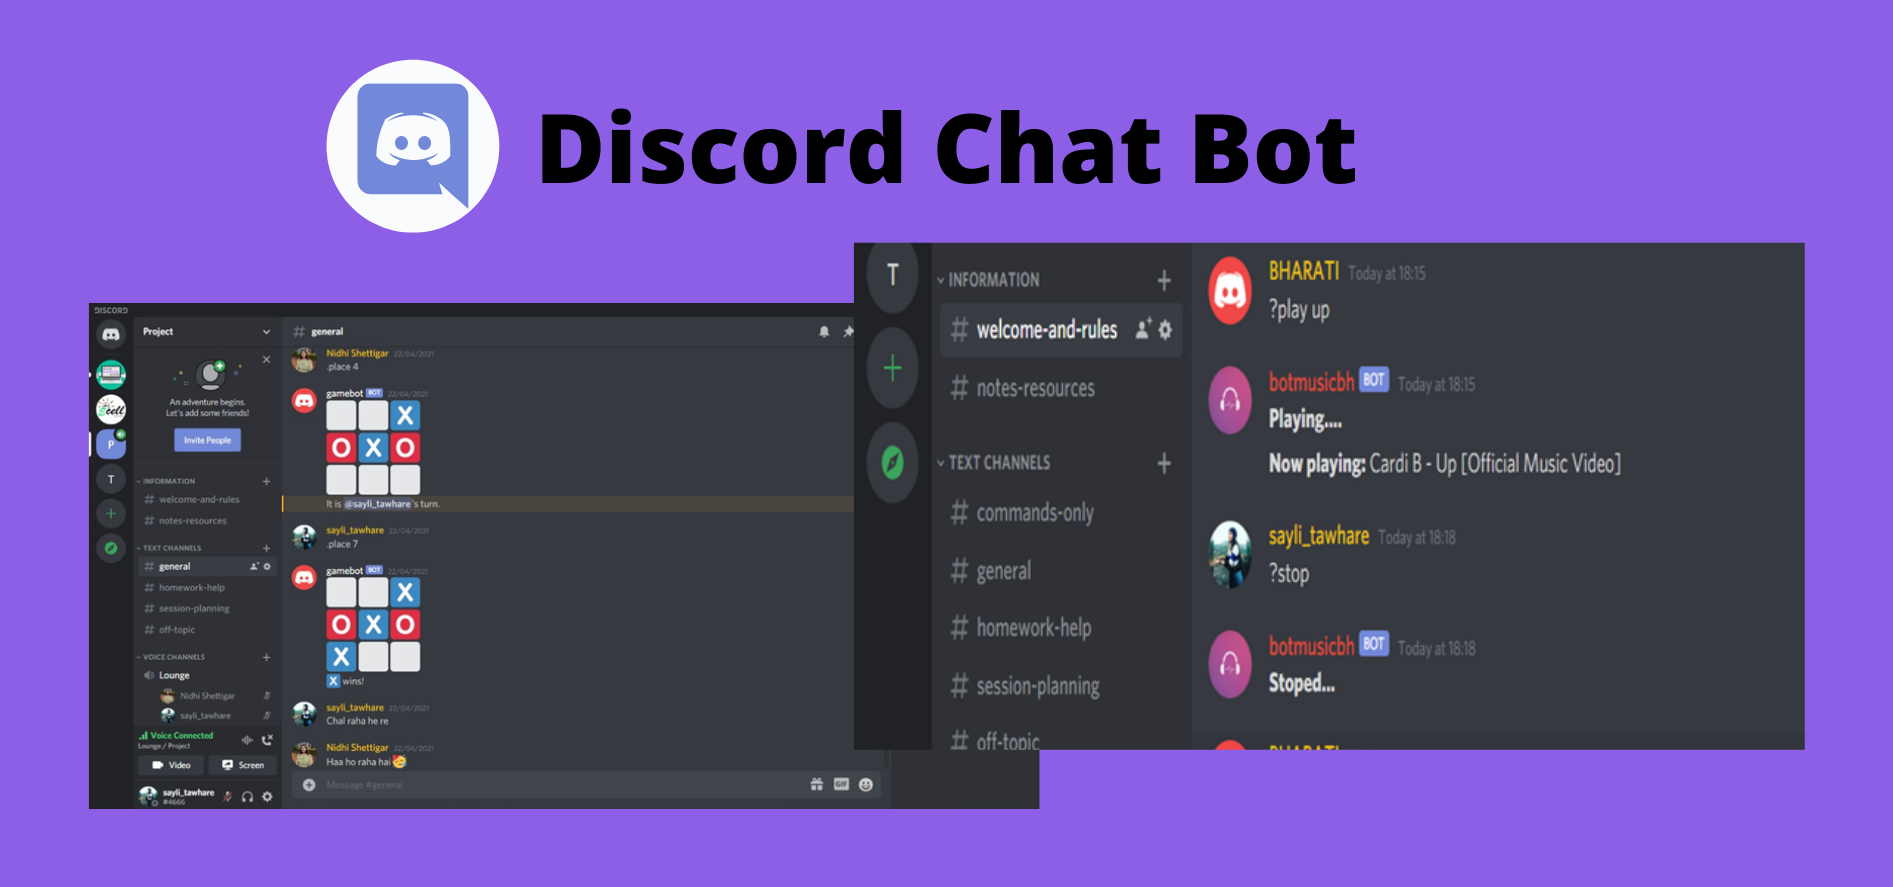 Discord Chat Bot
DISCORD
Project
An adventure begins.
Let's add some friends!
Invite People
P
T
INFORMATION
welcome-and-rules
notes-resources
TEXT CHANNELS
general
homework-help
session-planning
off-topic
VOICE CHANNELS
Lounge
Nidhi Shettigar
sayli_tawhare
Voice Connected
Lounge / Project
Video
Screen
sayli_tawhare
#4666
# general
Nidhi Shettigar 22/04/2021
.place 4
gamebot BOT 22/04/2021
X
O X O
It is @sayli_tawhare's turn.
sayli_tawhare 22/04/2021
.place 7
gamebot BOT 22/04/2021
X
O X O
X
X wins!
sayli_tawhare 22/04/2021
Chal raha he re
Nidhi Shettigar 22/04/2021
Haa ho raha hai
Message #general
GIF
T
INFORMATION
# welcome-and-rules
# notes-resources
TEXT CHANNELS
# commands-only
# general
# homework-help
# session-planning
# off-topic
BHARATI Today at 18:15
?play up
botmusicbh BOT Today at 18:15
Playing....
Now playing: Cardi B - Up [Official Music Video]
sayli_tawhare Today at 18:18
?stop
botmusicbh BOT Today at 18:18
Stoped...
BHARATI